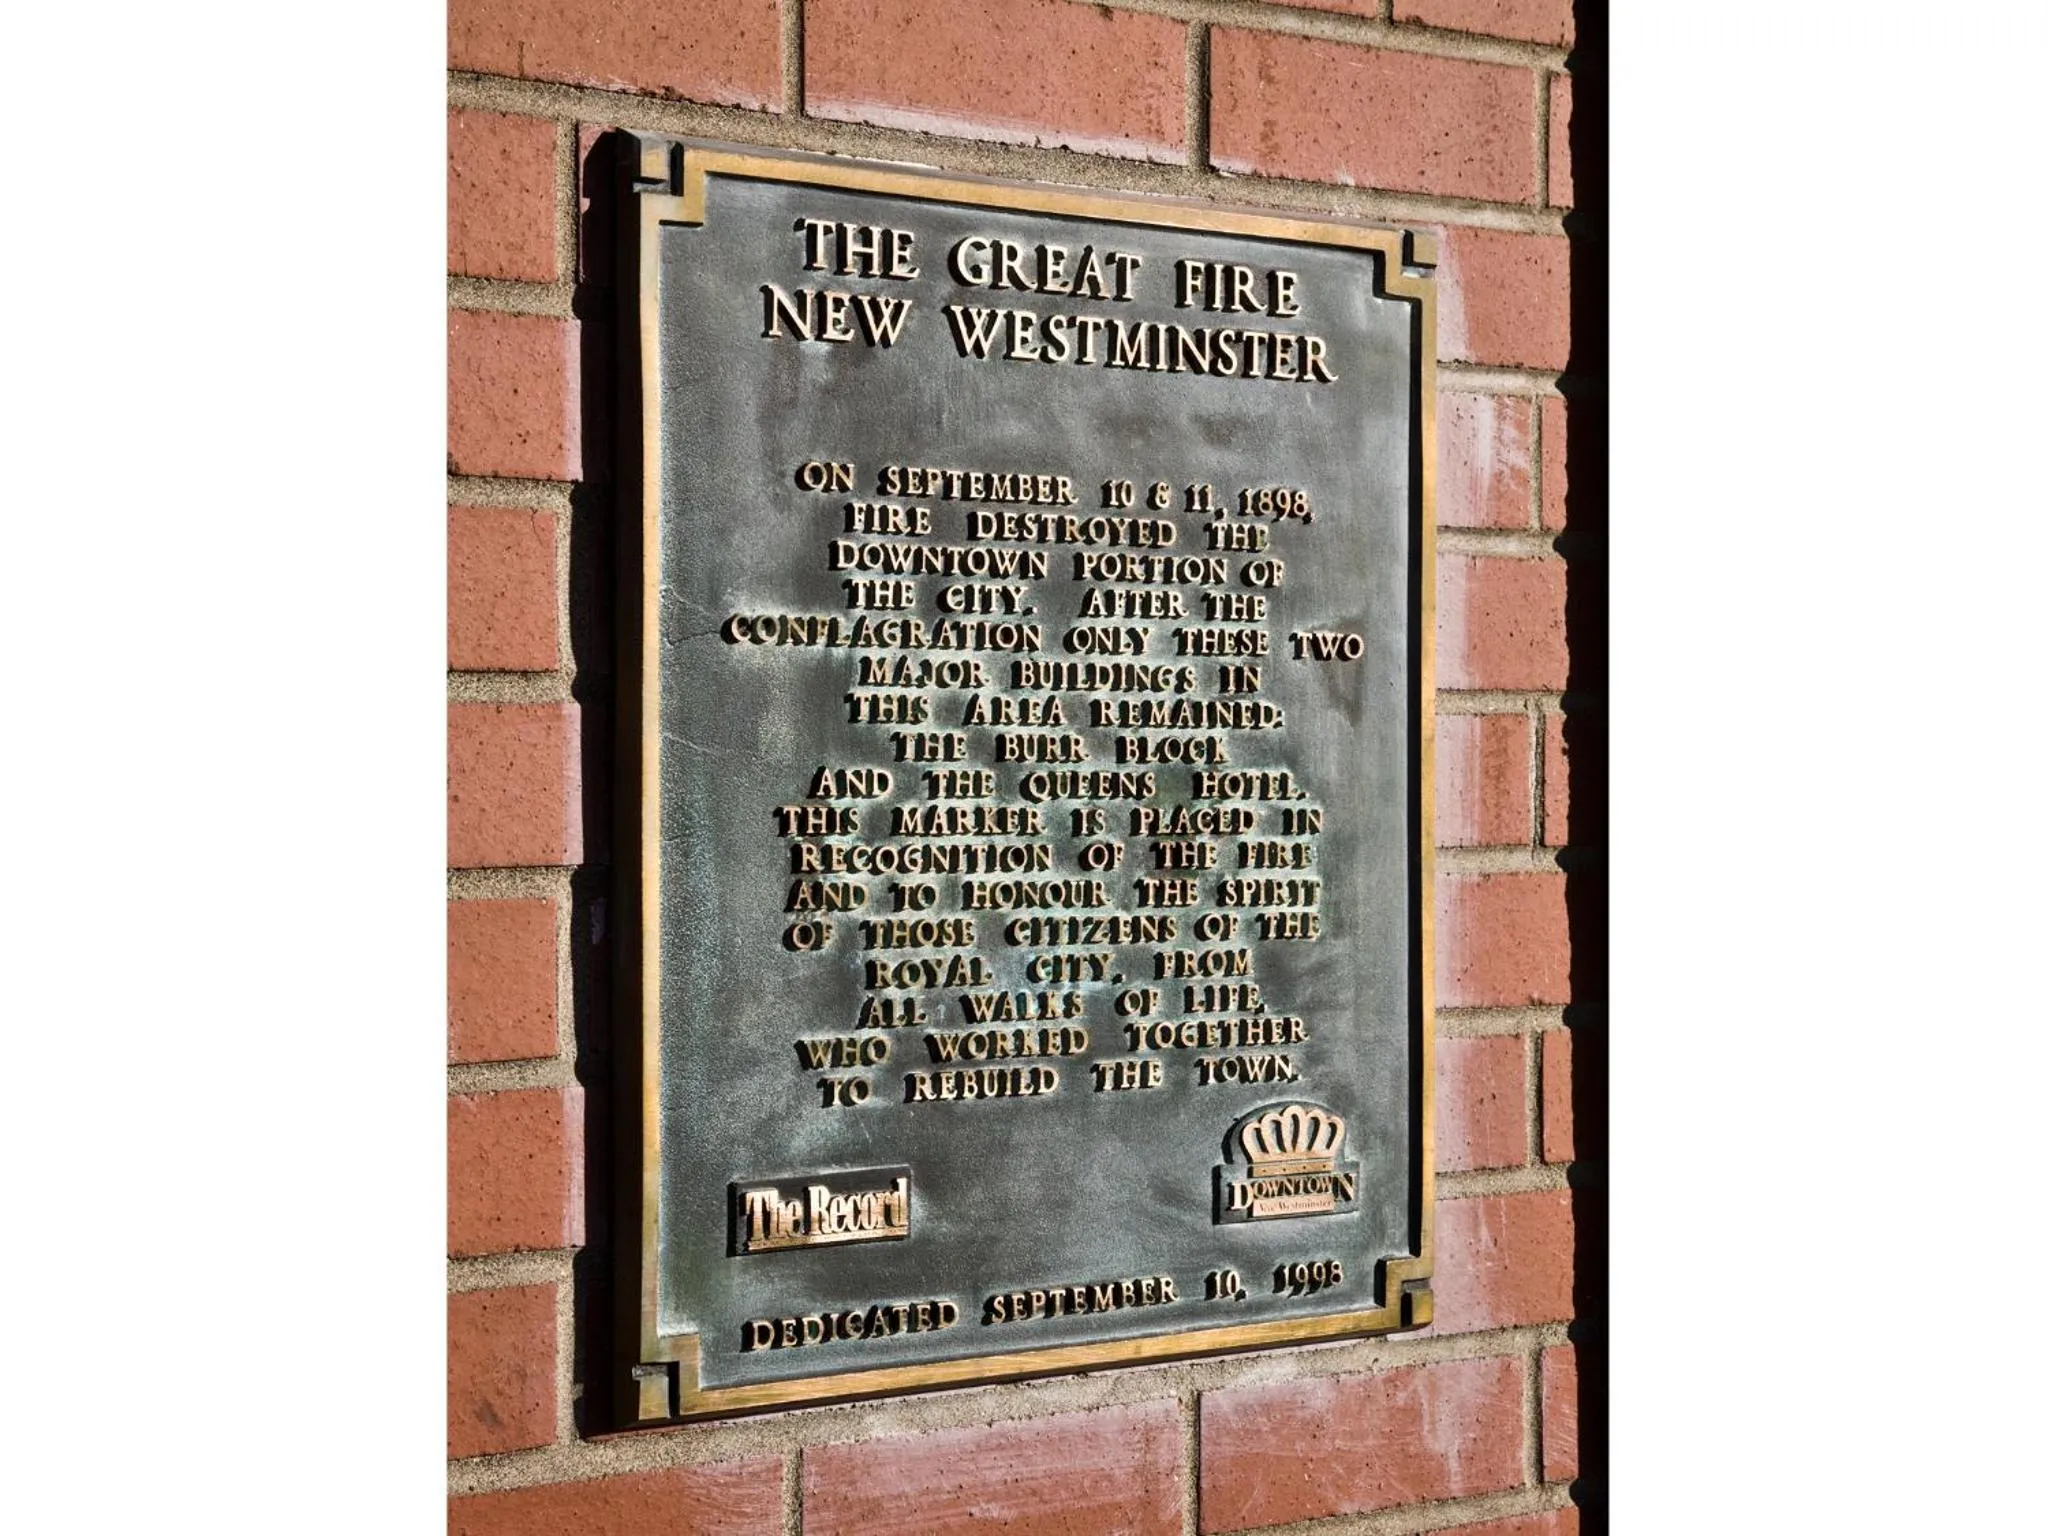 THE GREAT FIRE
NEW WESTMINSTER
ON SEPTEMBER 10 & 11, 1898,
FIRE DESTROYED THE
DOWNTOWN PORTION OF
THE CITY. AFTER THE
CONFLAGRATION ONLY THESE TWO
MAJOR BUILDINGS IN
THIS AREA REMAINED:
THE BURR BLOCK
AND THE QUEENS HOTEL.
THIS MARKER IS PLACED IN
RECOGNITION OF THE FIRE
AND TO HONOUR THE SPIRIT
OF THOSE CITIZENS OF THE
ROYAL CITY, FROM
ALL WALKS OF LIFE,
WHO WORKED TOGETHER
TO REBUILD THE TOWN.
The Record
DOWNTOWN
New Westminster
DEDICATED SEPTEMBER 10, 1998